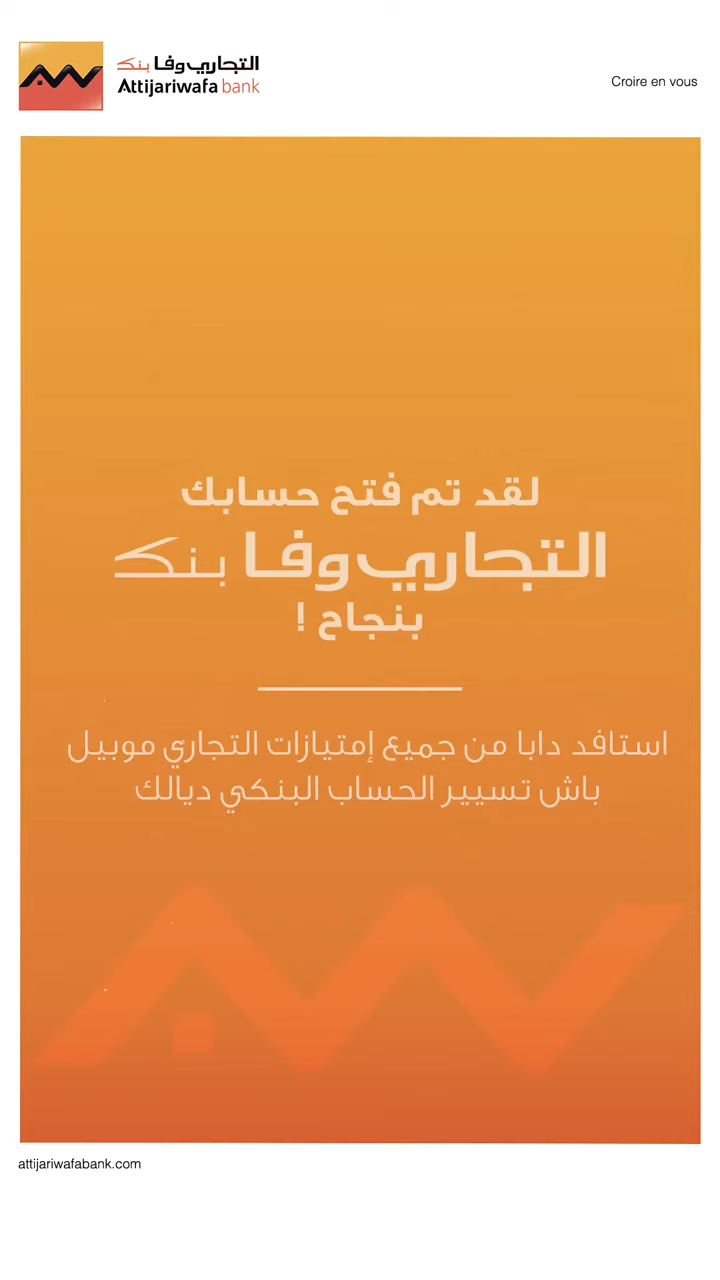 التجاري وفا بنك
Attijariwafa bank
Croire en vous
لقد تم فتح حسابك
التجاري وفا بنك
بنجاح !
استافد دابا من جميع إمتيازات التجاري موبيل
باش تسيير الحساب البنكي ديالك
attijariwafabank.com